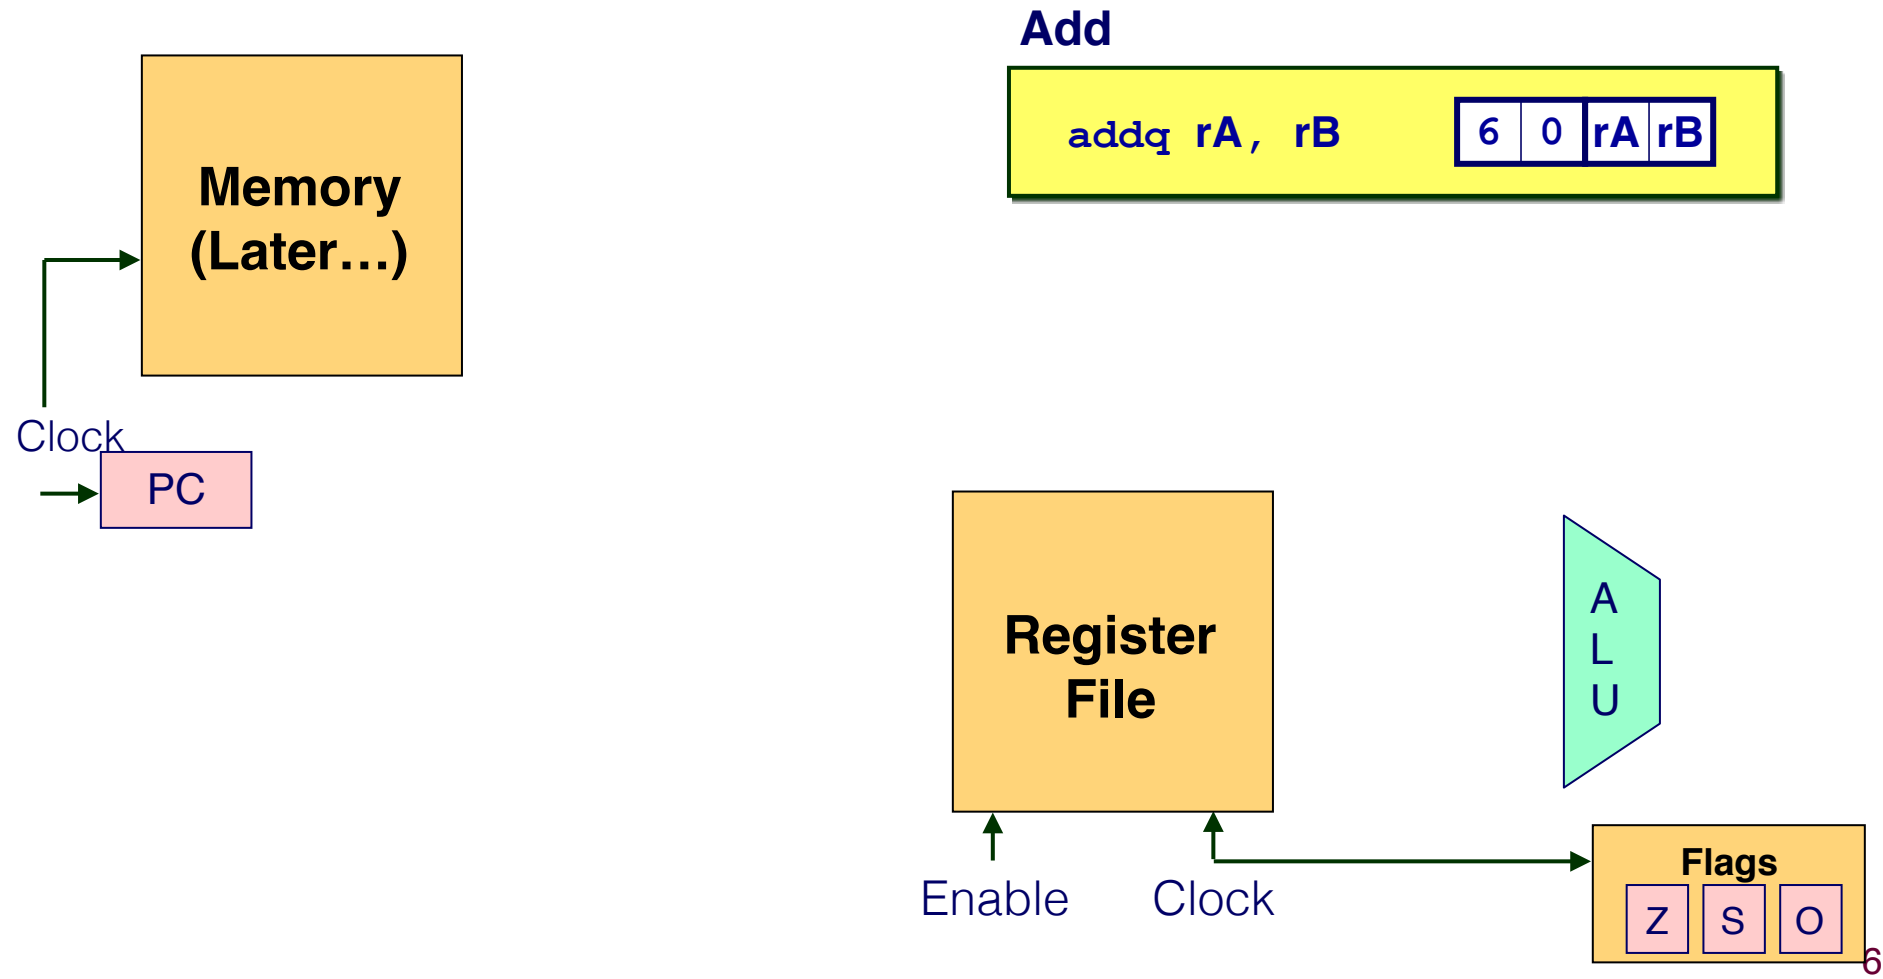 Add
addq rA, rB
6 0 rA rB
Memory
(Later…)
Clock
PC
Register
File
A
L
U
Enable
Clock
Flags
Z S O
6